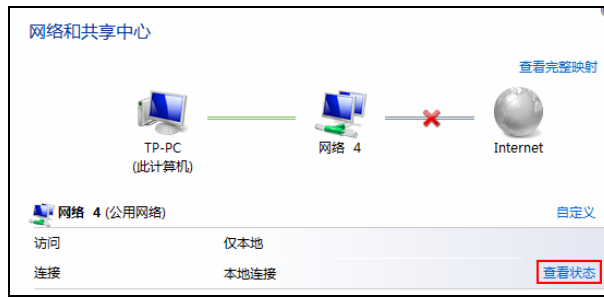 网络和共享中心
查看完整映射
TP-PC
(此计算机)
网络 4
Internet
网络 4 (公用网络)
自定义
访问 仅本地
连接 本地连接 查看状态